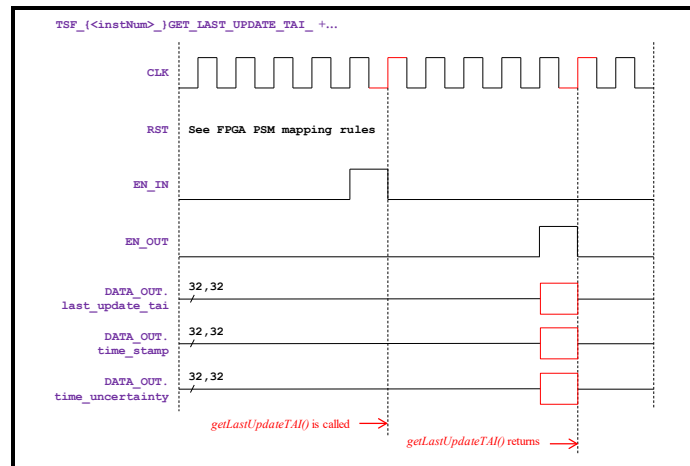 TSF_{<instNum>_}GET_LAST_UPDATE_TAI_ +...
CLK
RST See FPGA PSM mapping rules
EN_IN
EN_OUT
DATA_OUT. 32,32
last_update_tai
DATA_OUT. 32,32
time_stamp
DATA_OUT. 32,32
time_uncertainty
getLastUpdateTAI() is called
getLastUpdateTAI() returns